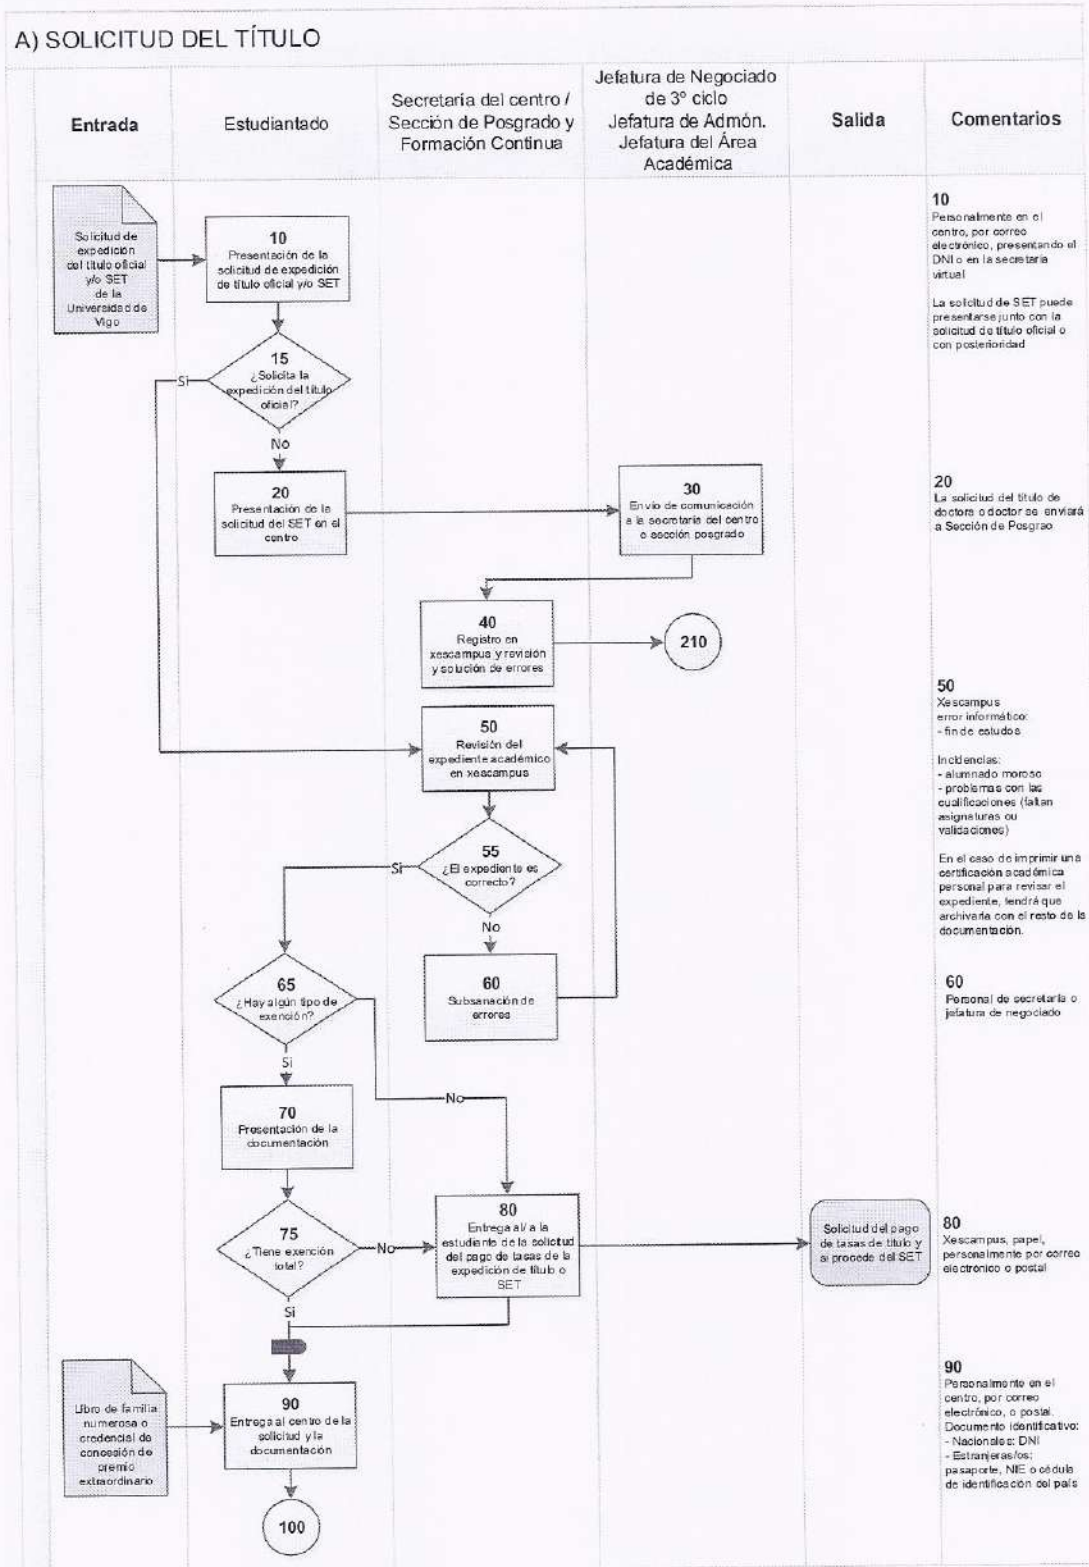 A) SOLICITUD DEL TÍTULO
Entrada
Estudiantado
Secretaría del centro /
Sección de Posgrado y
Formación Continua
Jefatura de Negociado
de 3º ciclo
Jefatura de Admón.
Jefatura del Área
Académica
Salida
Comentarios
Solicitud de
expedición
del título oficial
y/o SET
de la
Universidad de
Vigo
10
Presentación de la
solicitud de expedición
de título oficial y/o SET
10
Personalmente en el
centro, por correo
electrónico, presentando el
DNI o en la secretaría
virtual
La solicitud de SET puede
presentarse junto con la
solicitud de título oficial o
con posterioridad
15
¿Solicita la
expedición del título
oficial?
Si
No
20
Presentación de la
solicitud del SET en el
centro
30
Envío de comunicación
a la secretaría del centro
o sección posgrado
20
La solicitud del título de
doctora o doctor se enviará
a Sección de Posgrao
40
Registro en
xescampus y revisión
y solución de errores
210
50
Revisión del
expediente académico
en xescampus
50
Xescampus
error informático:
- fin de estudos
Incidencias:
- alumnado moroso
- problemas con las
cualificaciones (faltan
asignaturas ou
validaciones)
En el caso de imprimir una
certificación académica
personal para revisar el
expediente, tendrá que
archivarla con el resto de la
documentación.
55
¿El expediente es
correcto?
Si
No
65
¿Hay algún tipo de
exención?
60
Subsanación de
errores
60
Personal de secretaría o
jefatura de negociado
Si
No
70
Presentación de la
documentación
75
¿Tiene exención
total?
No
Si
80
Entrega al/ a la
estudiante de la solicitud
del pago de tasas de la
expedición de título o
SET
Solicitud del pago
de tasas de título y
si procede del SET
80
Xescampus, papel,
personalmente por correo
electrónico o postal
Libro de familia
numerosa o
credencial de
concesión de
premio
extraordinario
90
Entrega al centro de la
solicitud y la
documentación
90
Personalmente en el
centro, por correo
electrónico, o postal.
Documento identificativo:
- Nacionales: DNI
- Estranjeras/os:
pasaporte, NIE o cédula
de identificación del país
100